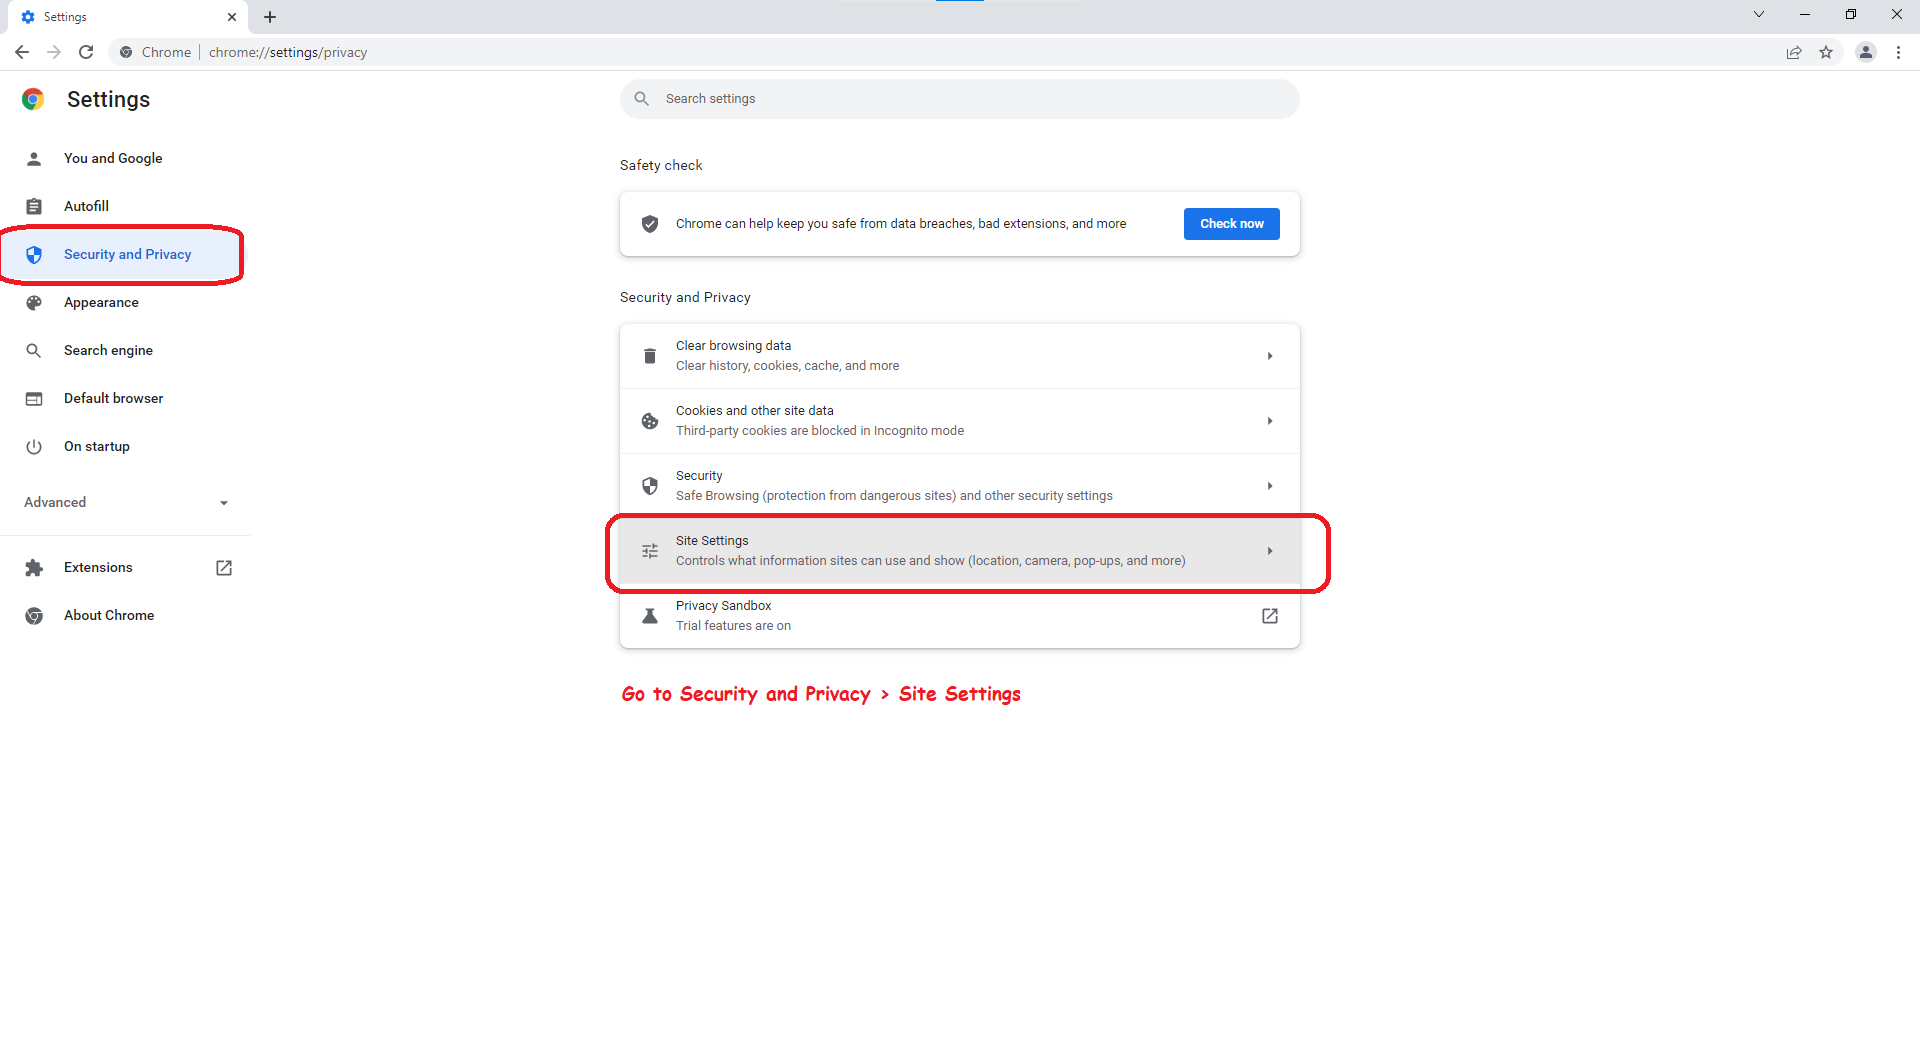 Settings
Chrome | chrome://settings/privacy
Settings
Search settings
You and Google
Autofill
Security and Privacy
Appearance
Search engine
Default browser
On startup
Advanced
Extensions
About Chrome
Safety check
Chrome can help keep you safe from data breaches, bad extensions, and more
Check now
Security and Privacy
Clear browsing data
Clear history, cookies, cache, and more
Cookies and other site data
Third-party cookies are blocked in Incognito mode
Security
Safe Browsing (protection from dangerous sites) and other security settings
Site Settings
Controls what information sites can use and show (location, camera, pop-ups, and more)
Privacy Sandbox
Trial features are on
Go to Security and Privacy > Site Settings